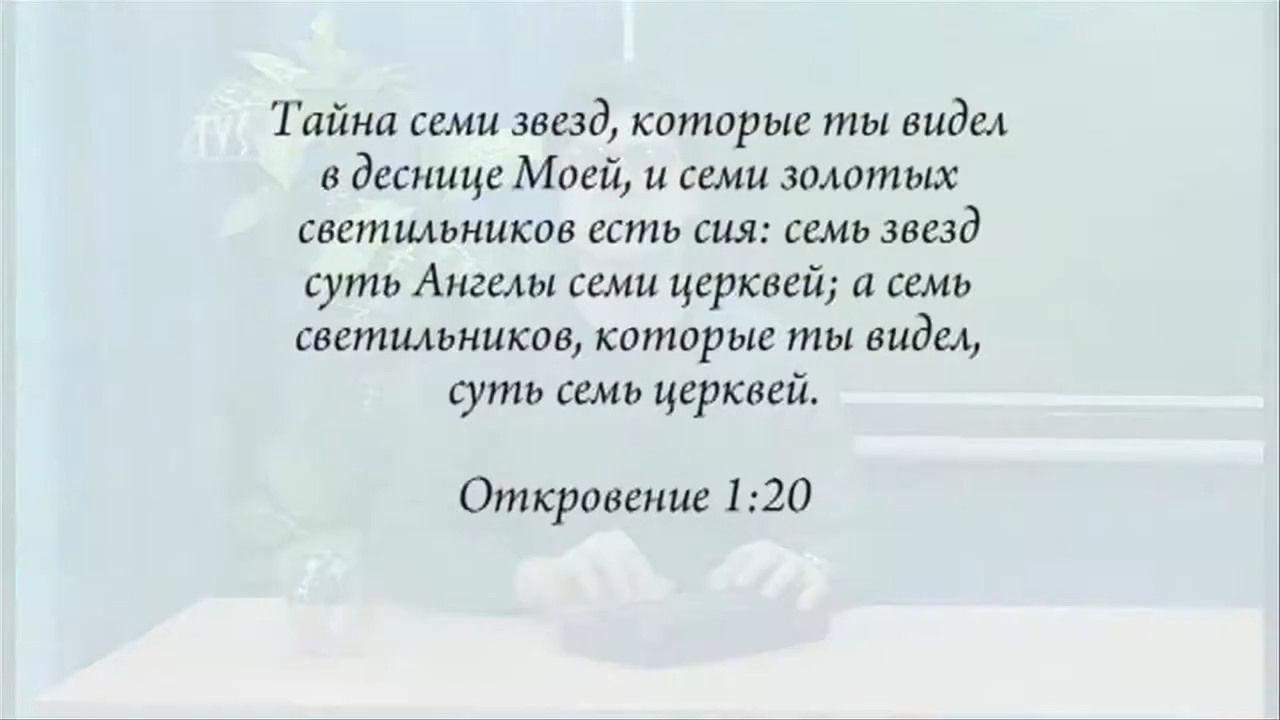 TVS
Тайна семи звезд, которые ты видел
в деснице Моей, и семи золотых
светильников есть сия: семь звезд
суть Ангелы семи церквей; а семь
светильников, которые ты видел,
суть семь церквей.
Откровение 1:20